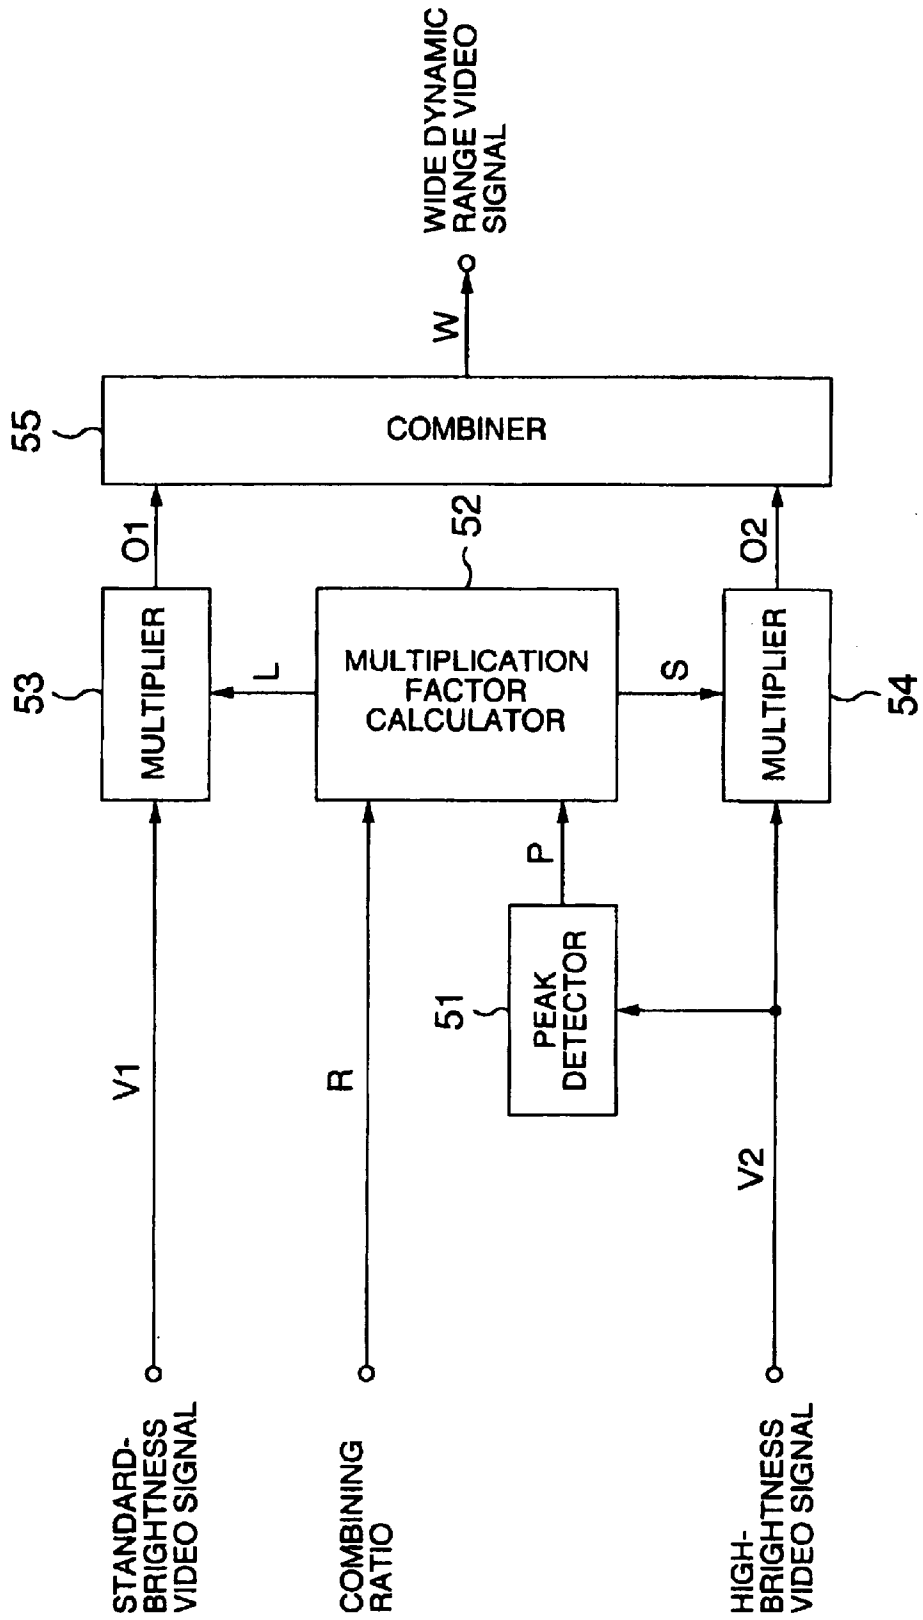 STANDARD-
BRIGHTNESS
VIDEO SIGNAL
V1
53
MULTIPLIER
O1
55
COMBINER
W
WIDE DYNAMIC
RANGE VIDEO
SIGNAL
L
COMBINING
RATIO
R
MULTIPLICATION
FACTOR
CALCULATOR
52
51
PEAK
DETECTOR
P
S
HIGH-
BRIGHTNESS
VIDEO SIGNAL
V2
MULTIPLIER
54
O2